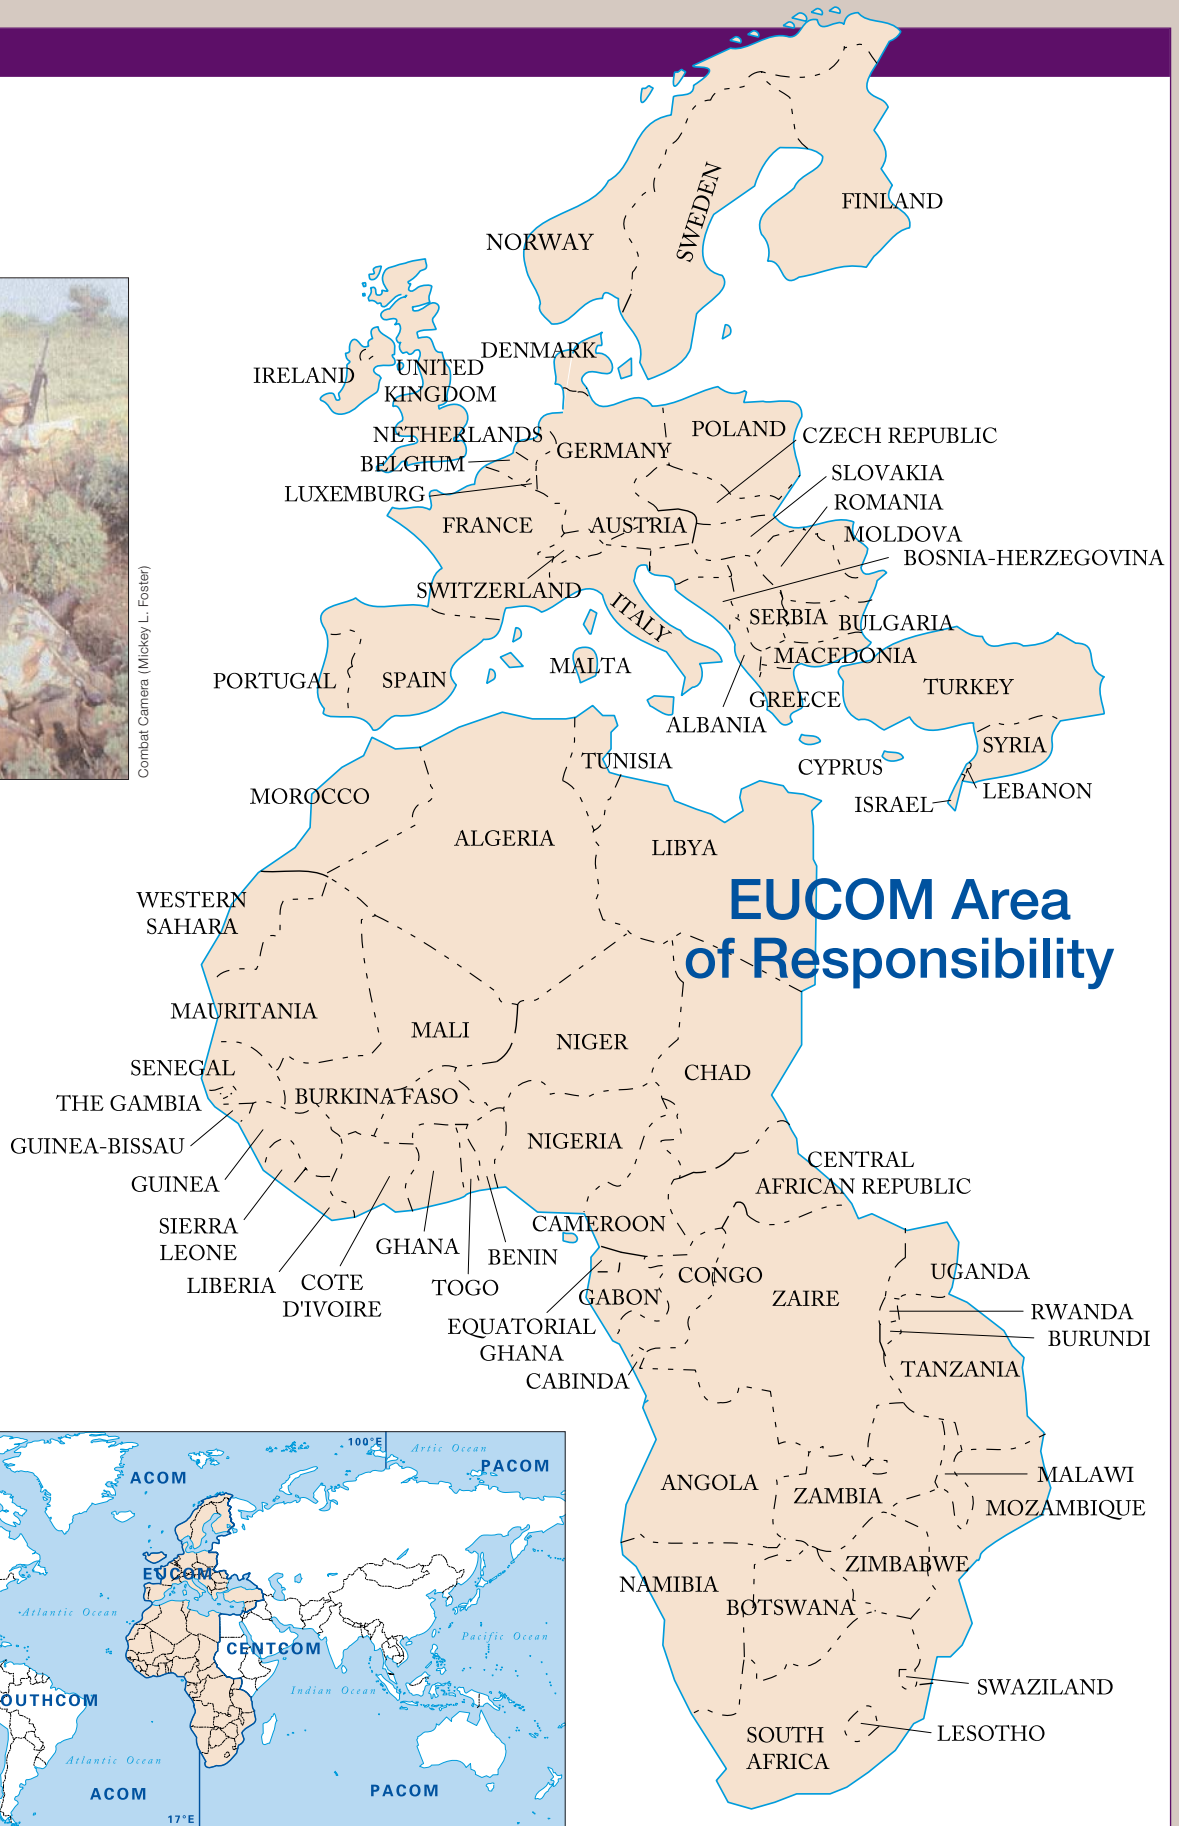 FINLAND
SWEDEN
NORWAY
DENMARK
IRELAND
UNITED
KINGDOM
NETHERLANDS
BELGIUM
LUXEMBURG
GERMANY
POLAND
CZECH REPUBLIC
SLOVAKIA
ROMANIA
MOLDOVA
BOSNIA-HERZEGOVINA
FRANCE
AUSTRIA
SWITZERLAND
ITALY
SERBIA
BULGARIA
MACEDONIA
MALTA
PORTUGAL
SPAIN
GREECE
ALBANIA
TURKEY
SYRIA
CYPRUS
LEBANON
ISRAEL
Combat Camera (Mickey L. Foster)
TUNISIA
MOROCCO
ALGERIA
LIBYA
EUCOM Area
of Responsibility
WESTERN
SAHARA
MAURITANIA
MALI
NIGER
CHAD
SENEGAL
THE GAMBIA
BURKINA FASO
GUINEA-BISSAU
NIGERIA
GUINEA
CENTRAL
AFRICAN REPUBLIC
SIERRA
LEONE
LIBERIA
COTE
D'IVOIRE
GHANA
TOGO
BENIN
CAMEROON
EQUATORIAL
GHANA
GABON
CONGO
CABINDA
ZAIRE
UGANDA
RWANDA
BURUNDI
TANZANIA
ANGOLA
ZAMBIA
MALAWI
MOZAMBIQUE
ZIMBABWE
NAMIBIA
BOTSWANA
SWAZILAND
LESOTHO
SOUTH
AFRICA
100°E
Artic Ocean
ACOM
PACOM
EUCOM
Atlantic Ocean
CENTCOM
Pacific Ocean
Indian Ocean
OUTHCOM
Atlantic Ocean
ACOM
PACOM
17°E